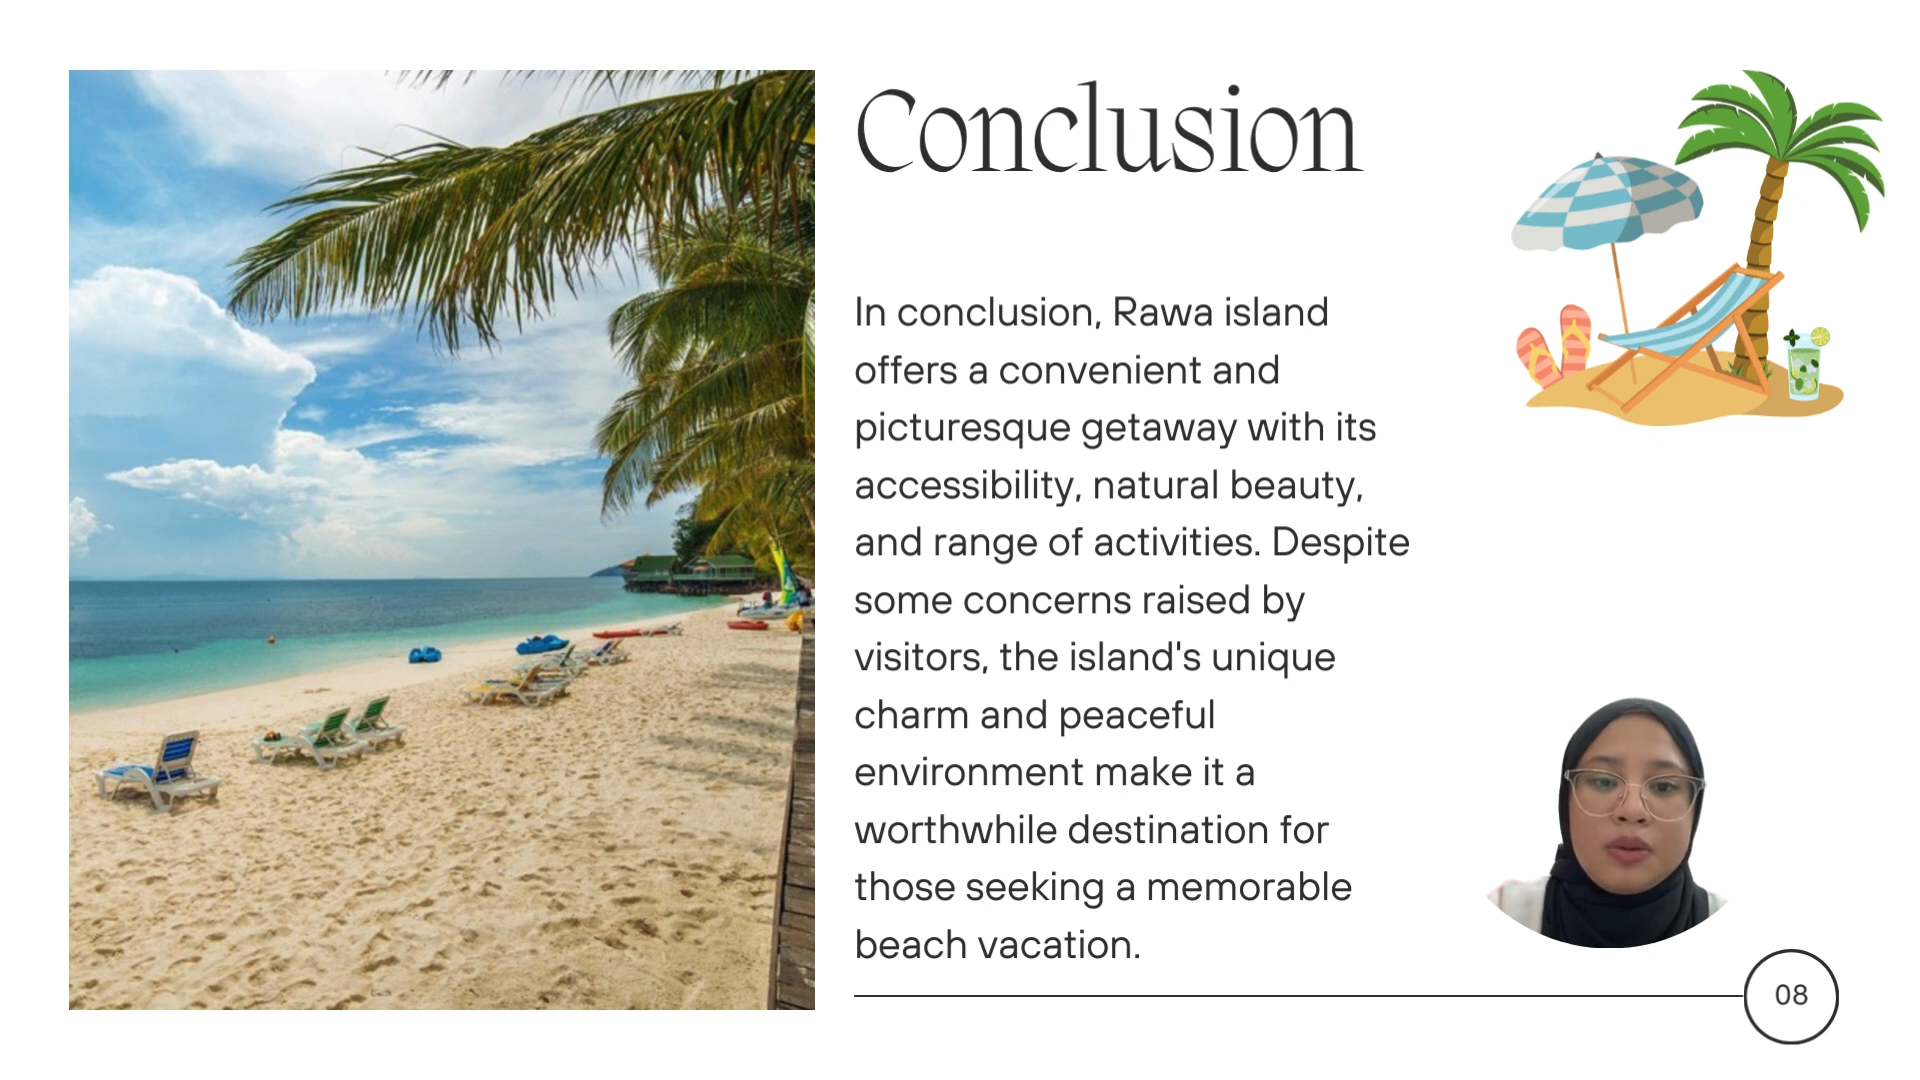 Conclusion
In conclusion, Rawa island
offers a convenient and
picturesque getaway with its
accessibility, natural beauty,
and range of activities. Despite
some concerns raised by
visitors, the island's unique
charm and peaceful
environment make it a
worthwhile destination for
those seeking a memorable
beach vacation.
08